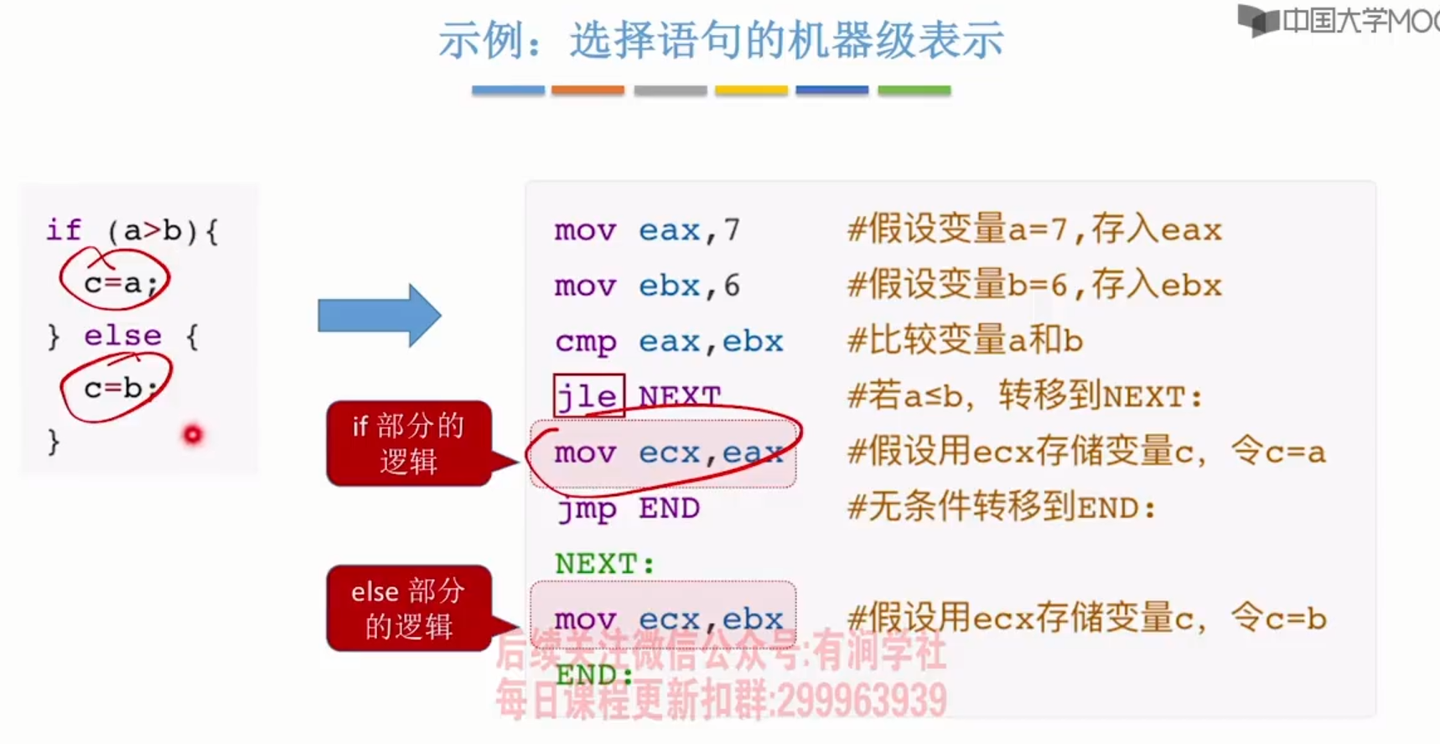 示例：选择语句的机器级表示
中国大学MOO
if (a>b){
c=a;
} else {
c=b;
}
mov eax,7 #假设变量a=7,存入eax
mov ebx,6 #假设变量b=6,存入ebx
cmp eax,ebx #比较变量a和b
jle NEXT #若a≤b，转移到NEXT:
if 部分的
逻辑
mov ecx,eax #假设用ecx存储变量c，令c=a
jmp END #无条件转移到END:
NEXT:
else 部分
的逻辑
mov ecx,ebx #假设用ecx存储变量c，令c=b
END:
后续关注微信公众号:有润学社
每日课程更新扣群:299963939